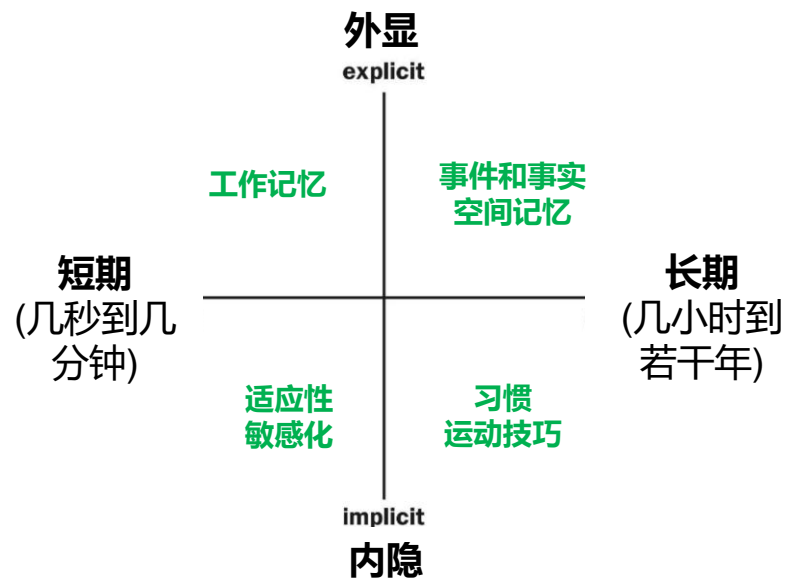 外显
explicit
工作记忆
事件和事实
空间记忆
短期
(几秒到几
分钟)
长期
(几小时到
若干年)
适应性
敏感化
习惯
运动技巧
implicit
内隐